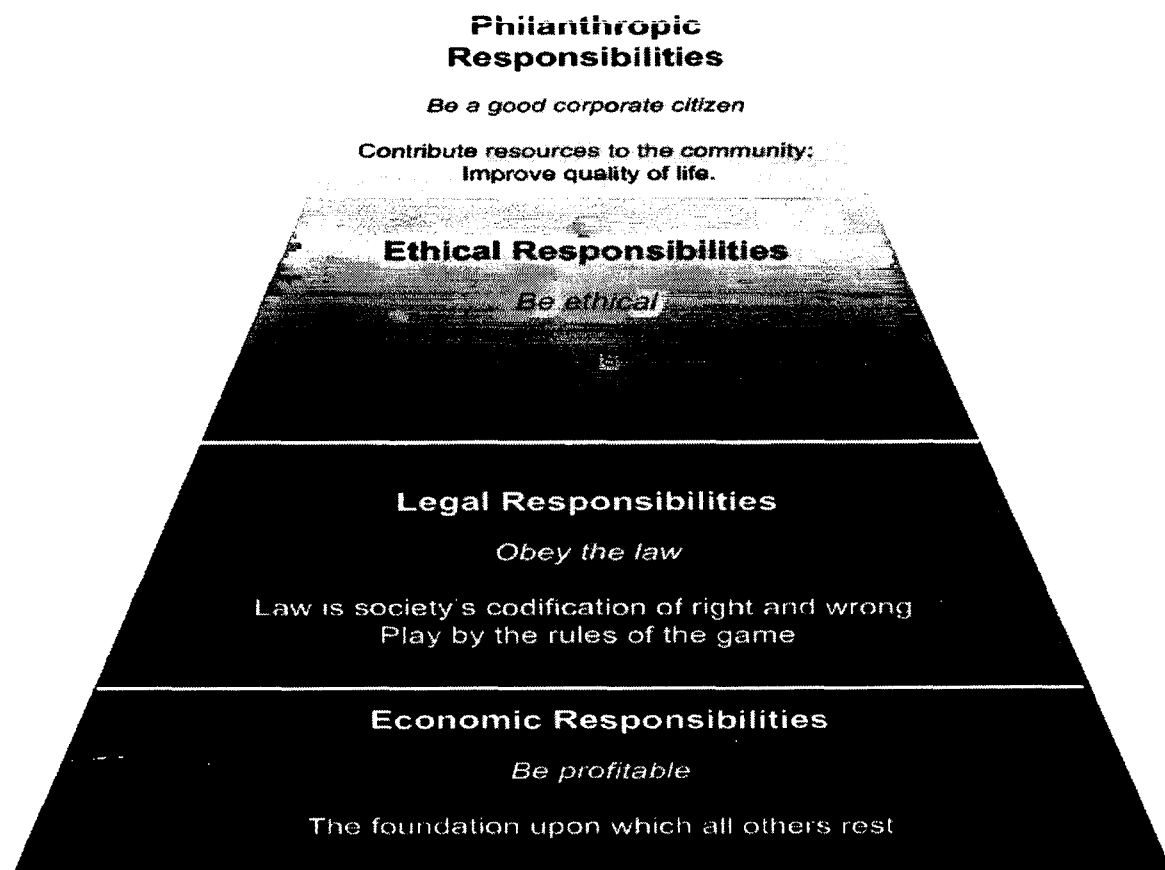 Philanthropic
Responsibilities
Be a good corporate citizen
Contribute resources to the community;
Improve quality of life.
Ethical Responsibilities
Be ethical
Legal Responsibilities
Obey the law
Law is society's codification of right and wrong
Play by the rules of the game
Economic Responsibilities
Be profitable
The foundation upon which all others rest